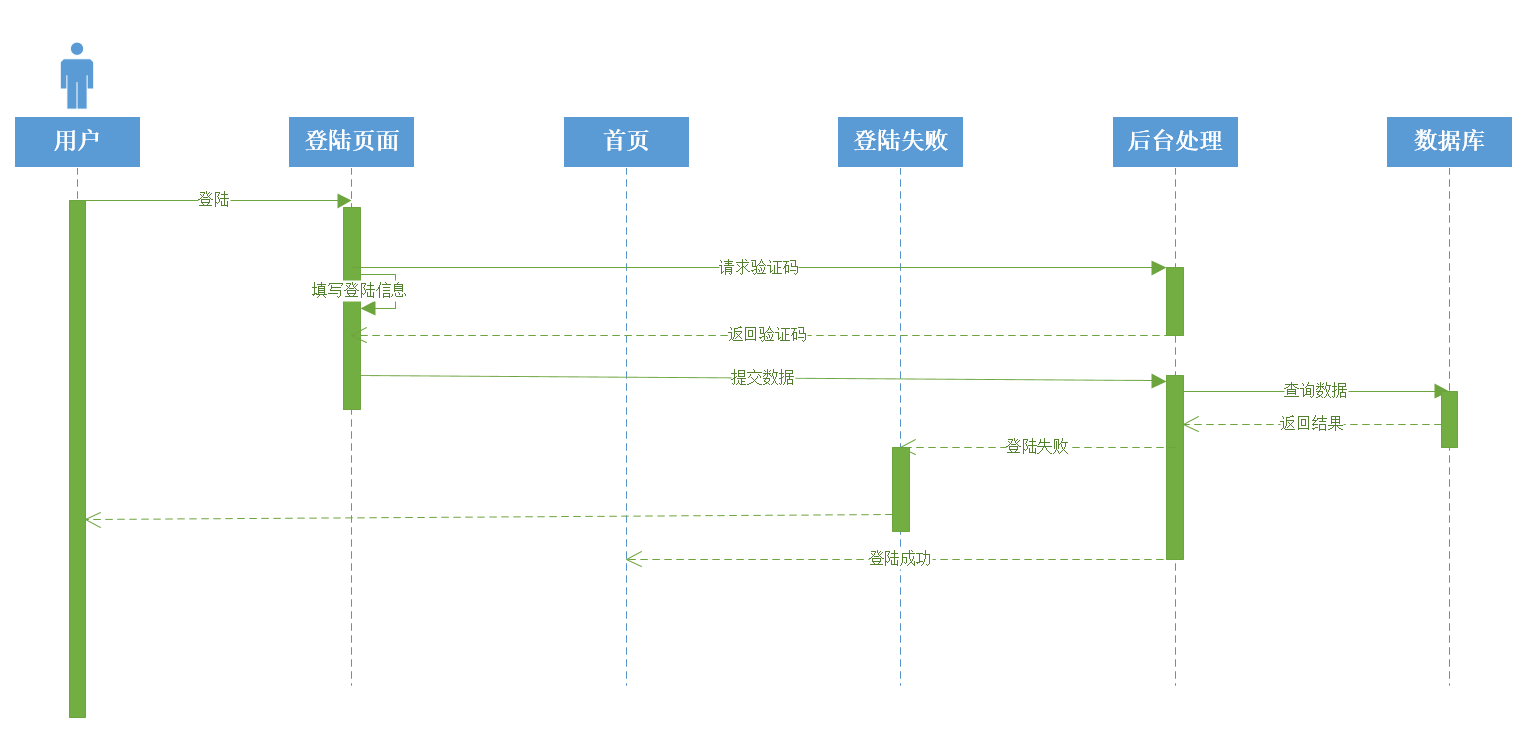 用户
登陆页面
首页
登陆失败
后台处理
数据库
登陆
请求验证码
填写登陆信息
返回验证码
提交数据
查询数据
返回结果
登陆失败
登陆成功